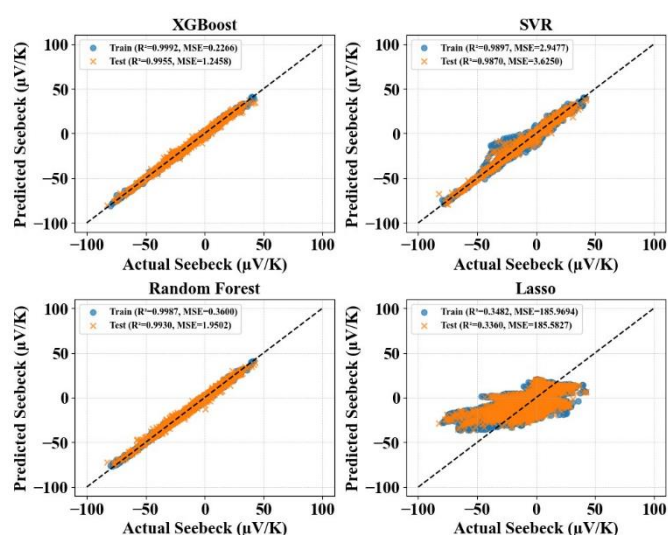 XGBoost
Train (R²=0.9992, MSE=0.2266)
Test (R²=0.9955, MSE=1.2458)
Predicted Seebeck (µV/K)
100
50
0
−50
−100
−100
−50
0
50
100
Actual Seebeck (µV/K)
SVR
Train (R²=0.9897, MSE=2.9477)
Test (R²=0.9870, MSE=3.6250)
Predicted Seebeck (µV/K)
100
50
0
−50
−100
−100
−50
0
50
100
Actual Seebeck (µV/K)
Random Forest
Train (R²=0.9987, MSE=0.3600)
Test (R²=0.9930, MSE=1.9502)
Predicted Seebeck (µV/K)
100
50
0
−50
−100
−100
−50
0
50
100
Actual Seebeck (µV/K)
Lasso
Train (R²=0.3482, MSE=185.9694)
Test (R²=0.3360, MSE=185.5827)
Predicted Seebeck (µV/K)
100
50
0
−50
−100
−100
−50
0
50
100
Actual Seebeck (µV/K)